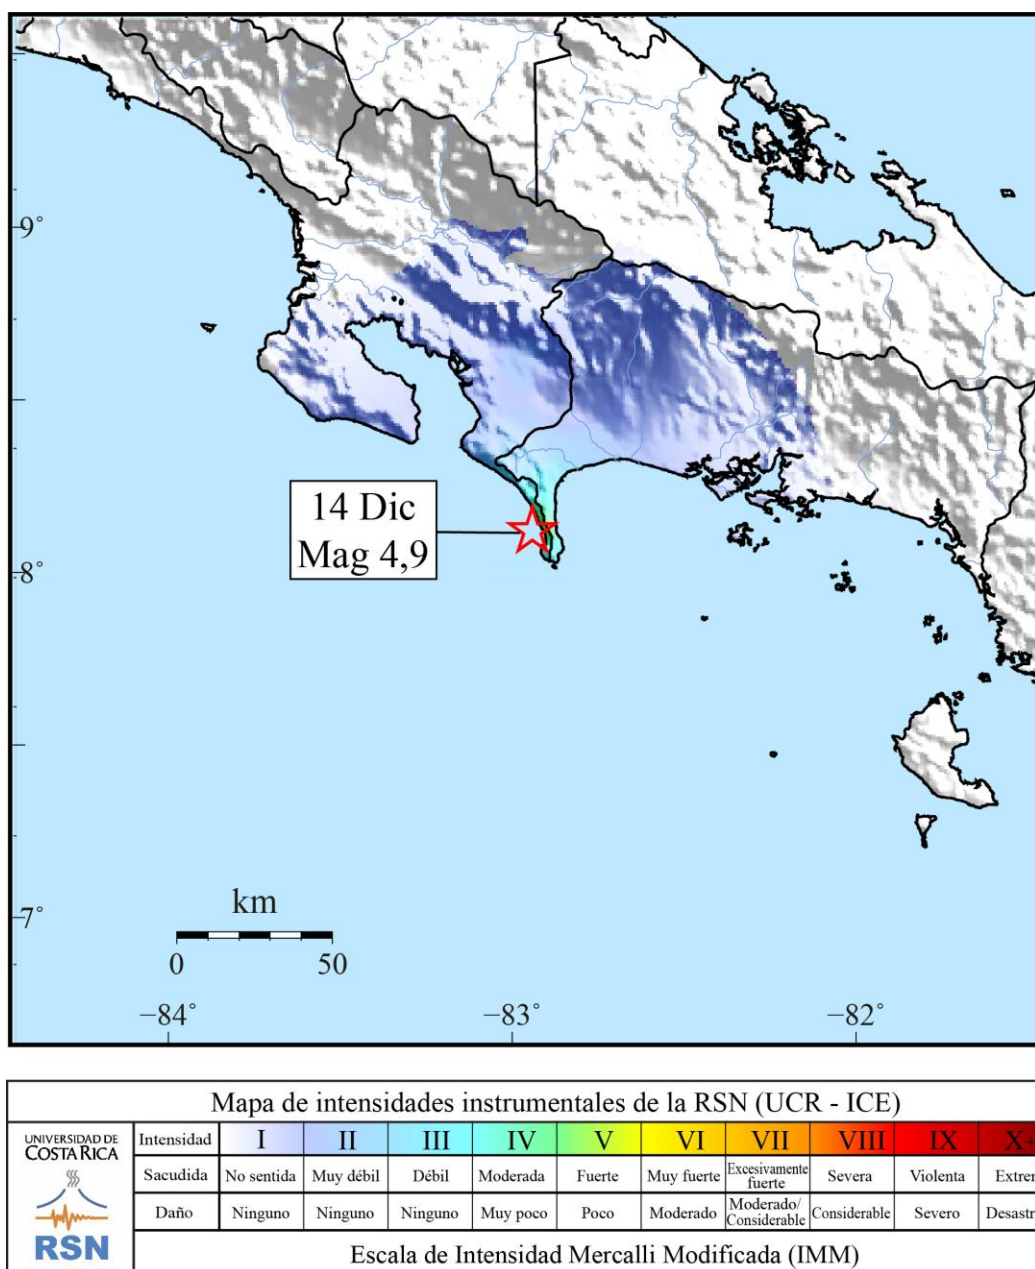 9°
14 Dic
Mag 4,9
8°
km
0 50
7°
−84° −83° −82°
Mapa de intensidades instrumentales de la RSN (UCR - ICE)
UNIVERSIDAD DE
COSTA RICA
RSN
Intensidad I II III IV V VI VII VIII IX X+
Sacudida No sentida Muy débil Débil Moderada Fuerte Muy fuerte Excesivamente fuerte Severa Violenta Extrem
Daño Ninguno Ninguno Ninguno Muy poco Poco Moderado Moderado/ Considerable Considerable Severo Desastr
Escala de Intensidad Mercalli Modificada (IMM)